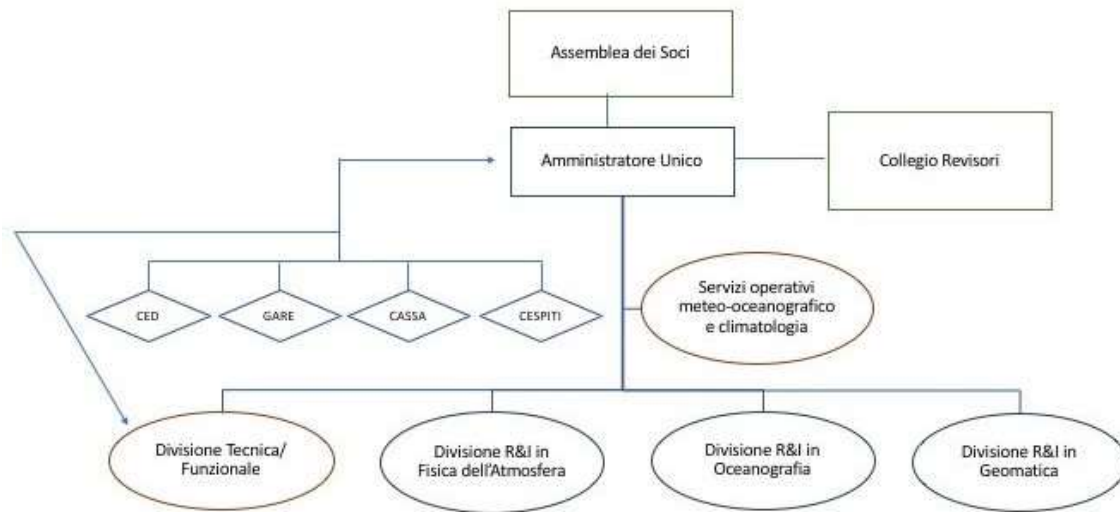 Assemblea dei Soci
Amministratore Unico
Collegio Revisori
Servizi operativi
meteo-oceanografico
e climatologia
CED
GARE
CASSA
CESPITI
Divisione Tecnica/
Funzionale
Divisione R&I in
Fisica dell'Atmosfera
Divisione R&I in
Oceanografia
Divisione R&I in
Geomatica